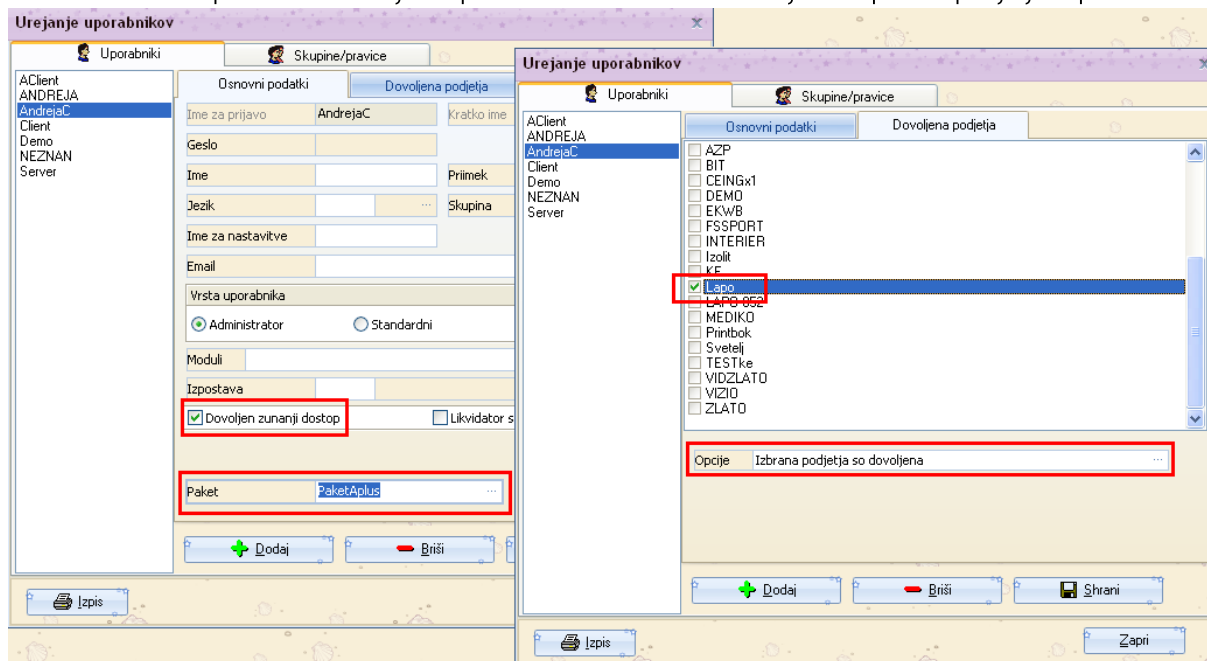 Urejanje uporabnikov
Uporabniki
Skupine/pravice
AClient
ANDREJA
AndrejaC
Client
Demo
NEZNAN
Server
Osnovni podatki
Dovoljena podjetja
Ime za prijavo AndrejaC Kratko ime
Geslo
Ime Priimek
Jezik ... Skupina
Ime za nastavitve
Email
Vrsta uporabnika
Administrator Standardni
Moduli
Izpostava
Dovoljen zunanji dostop Likvidator s
Paket PaketAplus ...
Dodaj Briši
Izpis
Urejanje uporabnikov
Uporabniki
Skupine/pravice
AClient
ANDREJA
AndrejaC
Client
Demo
NEZNAN
Server
Osnovni podatki
Dovoljena podjetja
AZP
BIT
CEINGx1
DEMO
EKWB
FSSPORT
INTERIER
Izolit
KF
Lapo
LAPO-052
MEDIKO
Printbok
Svetelj
TESTke
VIDZLATO
VIZIO
ZLATO
Opcije Izbrana podjetja so dovoljena ...
Dodaj Briši Shrani
Izpis Zapri